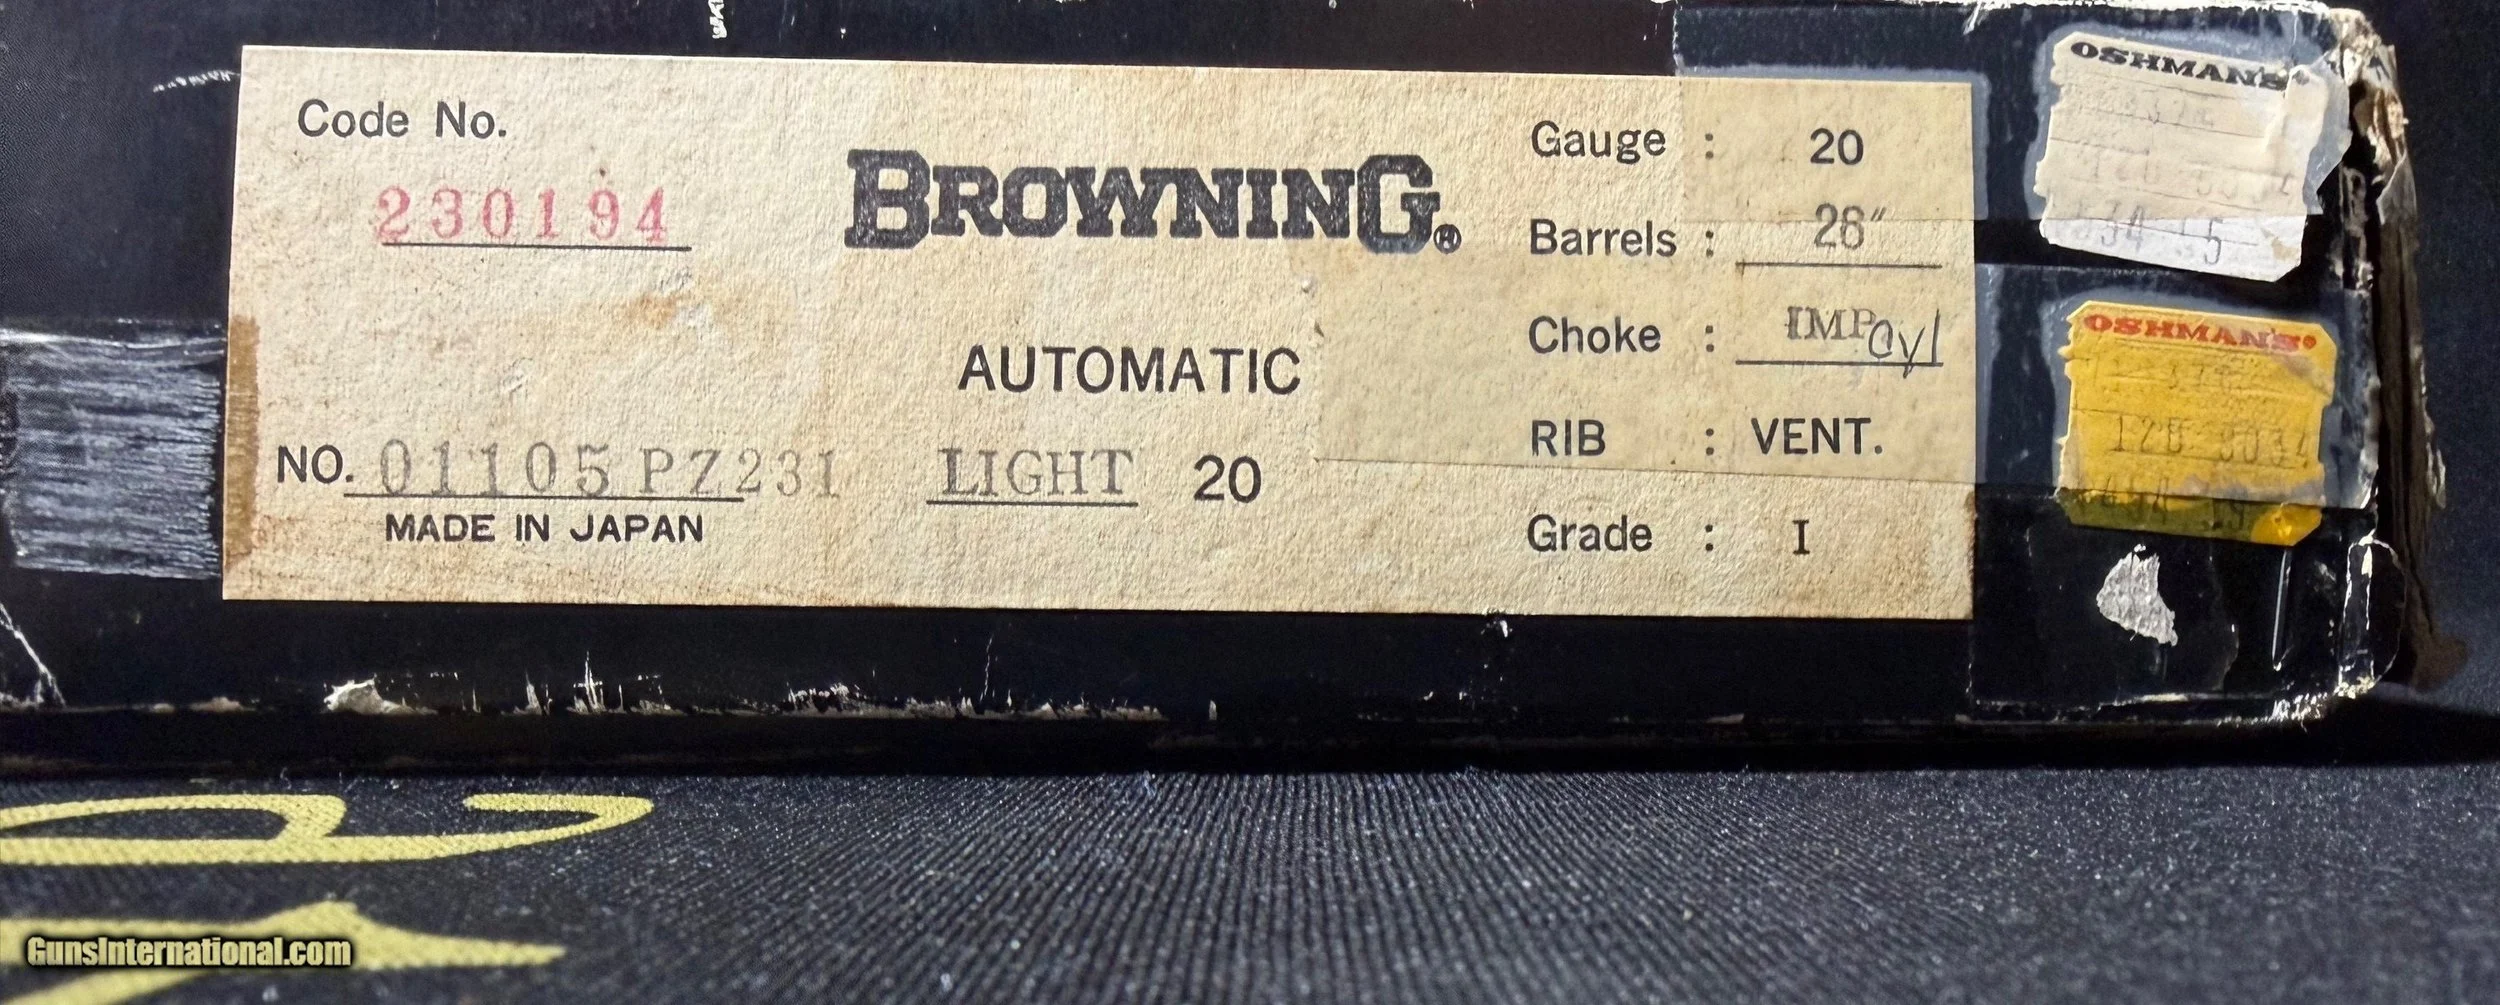 Code No.
230194
BROWNING®
AUTOMATIC
NO. 01105 PZ231
LIGHT 20
MADE IN JAPAN
Gauge : 20
Barrels : 26"
Choke : IMP Cyl
RIB : VENT.
Grade : I
OSHMAN'S
OSHMAN'S
GunsInternational.com